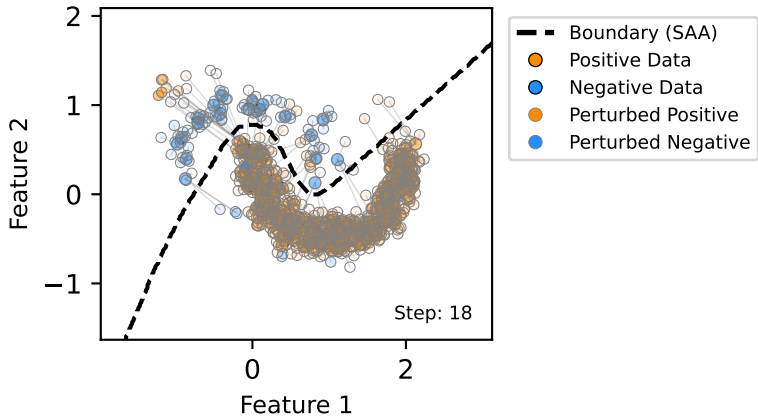 2
1
0
−1
Feature 2
0
2
Feature 1
Step: 18
Boundary (SAA)
Positive Data
Negative Data
Perturbed Positive
Perturbed Negative